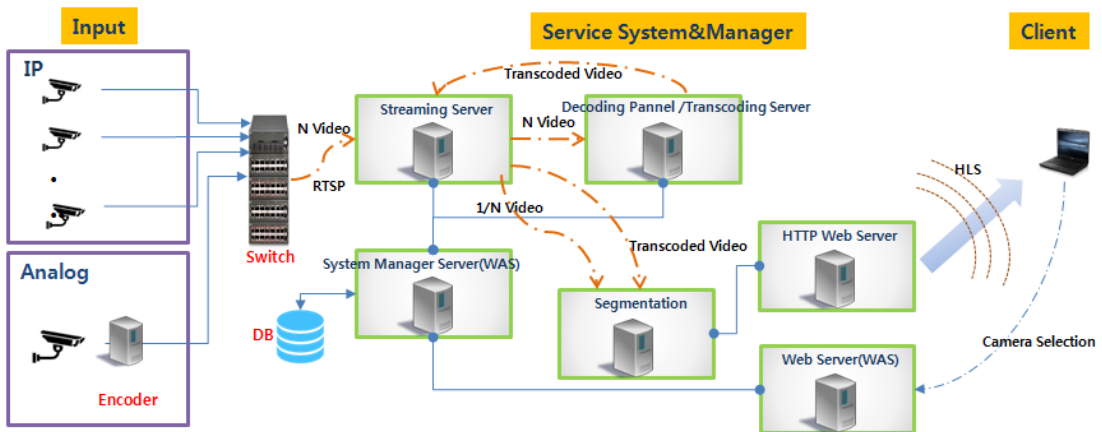 Input
Service System&Manager
Client
IP
Transcoded Video
Streaming Server
Decoding Pannel /Transcoding Server
N Video
N Video
RTSP
HLS
1/N Video
Switch
Transcoded Video
HTTP Web Server
Analog
System Manager Server(WAS)
Segmentation
DB
Camera Selection
Web Server(WAS)
Encoder